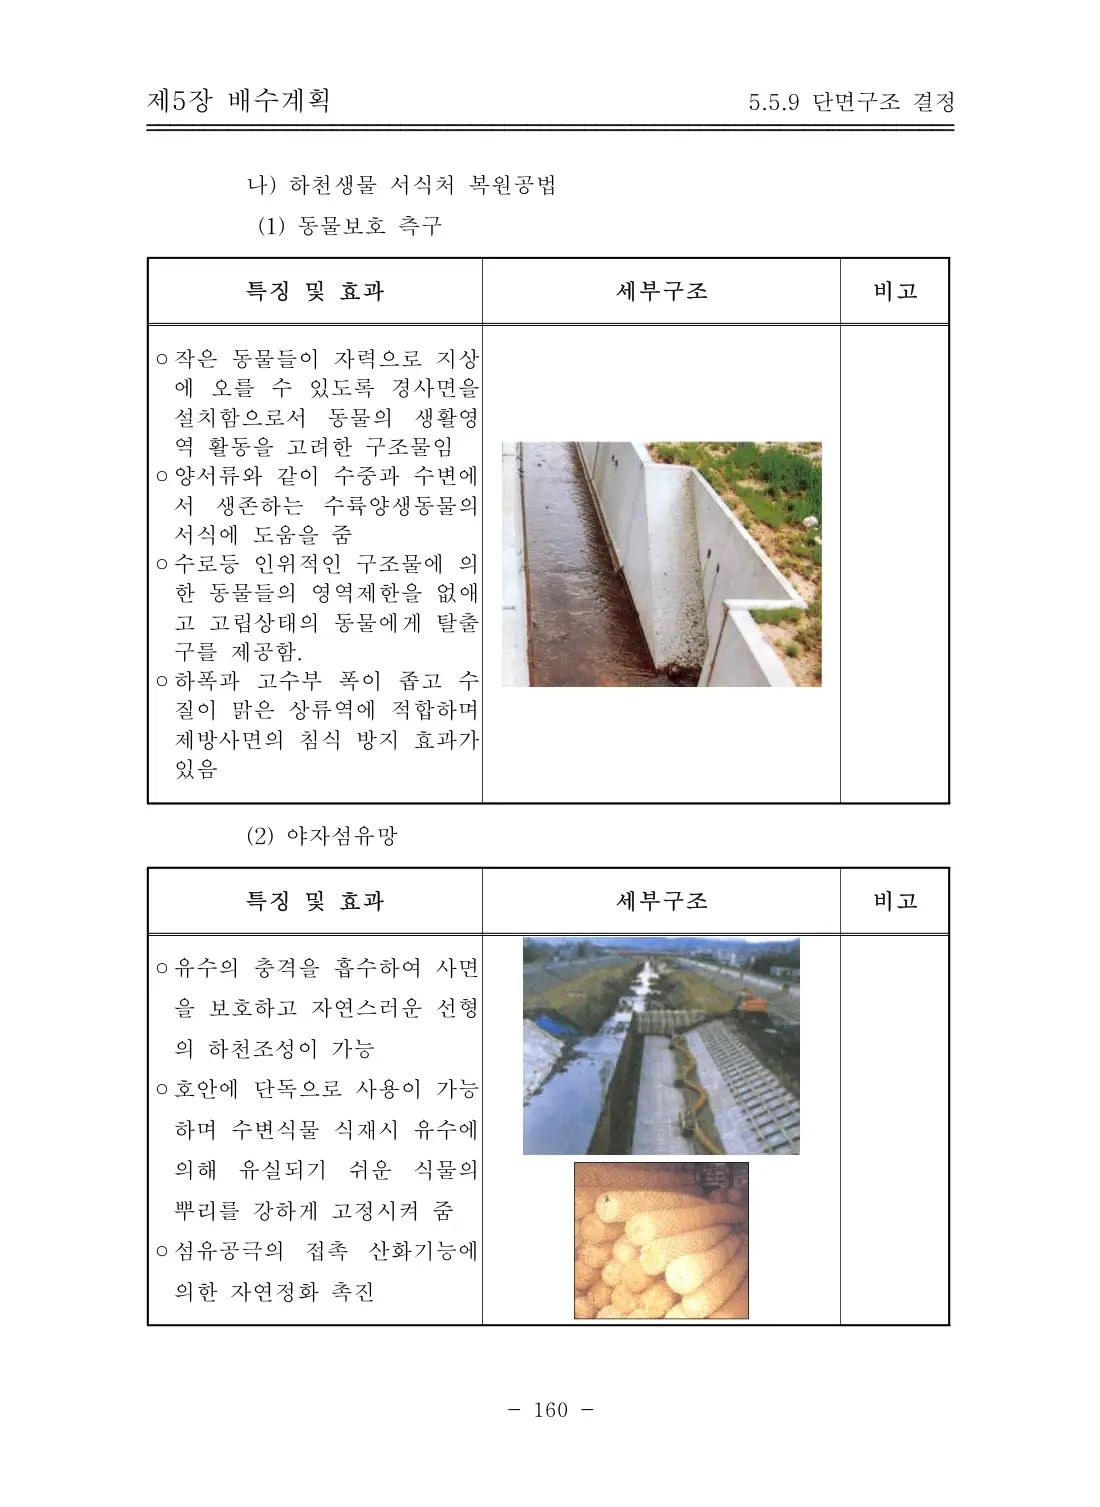 제5장 배수계획
5.5.9 단면구조 결정
나) 하천생물 서식처 복원공법
(1) 동물보호 측구
특징 및 효과
세부구조
비고
○작은 동물들이 자력으로 지상
에 오를 수 있도록 경사면을
설치함으로서 동물의 생활영
역 활동을 고려한 구조물임
○양서류와 같이 수중과 수변에
서 생존하는 수륙양생동물의
서식에 도움을 줌
○수로등 인위적인 구조물에 의
한 동물들의 영역제한을 없애
고 고립상태의 동물에게 탈출
구를 제공함.
○하폭과 고수부 폭이 좁고 수
질이 맑은 상류역에 적합하며
제방사면의 침식 방지 효과가
있음
(2) 야자섬유망
특징 및 효과
세부구조
비고
○유수의 충격을 흡수하여 사면
을 보호하고 자연스러운 선형
의 하천조성이 가능
○호안에 단독으로 사용이 가능
하며 수변식물 식재시 유수에
의해 유실되기 쉬운 식물의
뿌리를 강하게 고정시켜 줌
○섬유공극의 접촉 산화기능에
의한 자연정화 촉진
- 160 -